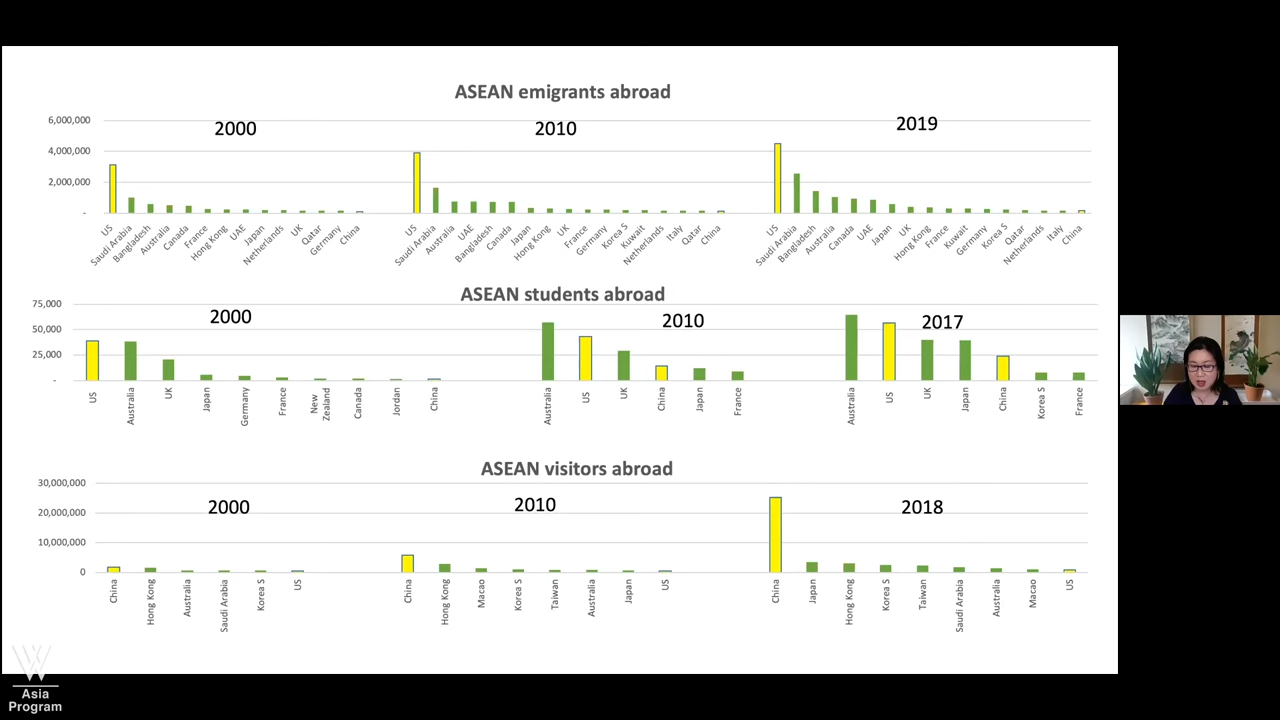 ASEAN emigrants abroad
2000
2010
2019
6,000,000
4,000,000
2,000,000
-
US
Saudi Arabia
Bangladesh
Australia
Canada
France
Hong Kong
UAE
Japan
Netherlands
UK
Qatar
Germany
China
US
Saudi Arabia
Australia
UAE
Bangladesh
Canada
Japan
Hong Kong
UK
France
Germany
Korea S
Kuwait
Netherlands
Italy
Qatar
China
US
Saudi Arabia
Bangladesh
Australia
Canada
UAE
Japan
UK
Hong Kong
France
Kuwait
Germany
Korea S
Qatar
Netherlands
Italy
China
ASEAN students abroad
2000
2010
2017
75,000
50,000
25,000
-
US
Australia
UK
Japan
Germany
France
New
Zealand
Canada
Jordan
China
Australia
US
UK
China
Japan
France
Australia
US
UK
Japan
China
Korea S
France
ASEAN visitors abroad
2000
2010
2018
30,000,000
20,000,000
10,000,000
0
China
Hong Kong
Australia
Saudi Arabia
Korea S
US
China
Hong Kong
Macao
Korea S
Taiwan
Australia
Japan
US
China
Japan
Hong Kong
Korea S
Taiwan
Saudi Arabia
Australia
Macao
US
W
Asia
Program